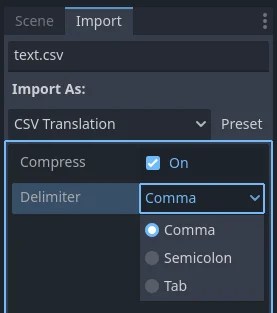 Scene Import
text.csv
Import As:
CSV Translation Preset
Compress On
Delimiter Comma
Comma
Semicolon
Tab